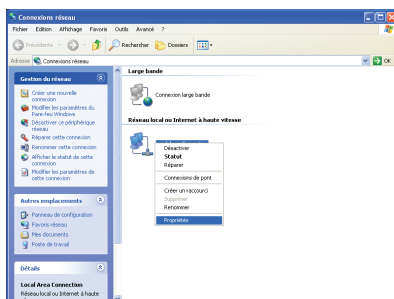 Connexions réseau
Fichier Edition Affichage Favoris Outils Avancé ?
Précédente Rechercher Dossiers
Adresse Connexions réseau OK
Gestion du réseau
Créer une nouvelle
connexion
Modifier les paramètres du
Pare-feu Windows
Désactiver ce périphérique
réseau
Réparer cette connexion
Renommer cette connexion
Afficher le statut de cette
connexion
Modifier les paramètres de
cette connexion
Autres emplacements
Panneau de configuration
Favoris réseau
Mes documents
Poste de travail
Détails
Local Area Connection
Réseau local ou Internet à haute
Large bande
Connexion large bande
Réseau local ou Internet à haute vitesse
Désactiver
Statut
Réparer
Connexions de pont
Créer un raccourci
Supprimer
Renommer
Propriétés